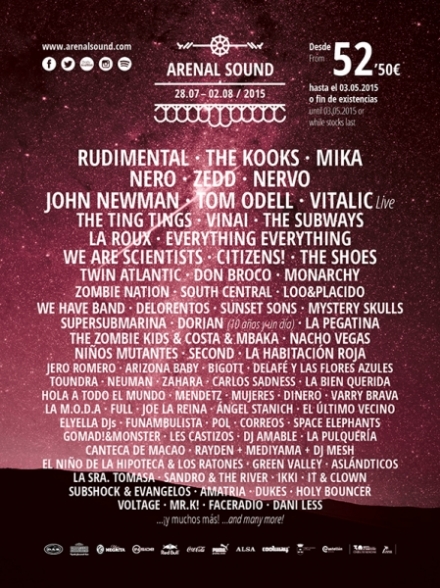 www.arenalsound.com
ARENAL SOUND
28.07 – 02.08 / 2015
Desde
From
52'50€
hasta el 03.05.2015
o fin de existencias
until 03.05.2015 or
while stocks last
RUDIMENTAL · THE KOOKS · MIKA
NERO · ZEDD · NERVO
JOHN NEWMAN · TOM ODELL · VITALIC Live
THE TING TINGS · VINAI · THE SUBWAYS
LA ROUX · EVERYTHING EVERYTHING
WE ARE SCIENTISTS · CITIZENS! · THE SHOES
TWIN ATLANTIC · DON BROCO · MONARCHY
ZOMBIE NATION · SOUTH CENTRAL · LOO&PLACIDO
WE HAVE BAND · DELORENTOS · SUNSET SONS · MYSTERY SKULLS
SUPERSUBMARINA · DORIAN (10 años y un día) · LA PEGATINA
THE ZOMBIE KIDS & COSTA & MBAKA · NACHO VEGAS
NIÑOS MUTANTES · SECOND · LA HABITACIÓN ROJA
JERO ROMERO · ARIZONA BABY · BIGOTT · DELAFÉ Y LAS FLORES AZULES
TOUNDRA · NEUMAN · ZAHARA · CARLOS SADNESS · LA BIEN QUERIDA
HOLA A TODO EL MUNDO · MENDETZ · MUJERES · DINERO · VARRY BRAVA
LA M.O.D.A · FULL · JOE LA REINA · ÁNGEL STANICH · EL ÚLTIMO VECINO
ELYELLA DJs · FUNAMBULISTA · POL · CORREOS · SPACE ELEPHANTS
GOMAD!&MONSTER · LES CASTIZOS · DJ AMABLE · LA PULQUERÍA
CANTECA DE MACAO · RAYDEN + MEDIYAMA + DJ MESH
EL NIÑO DE LA HIPOTECA & LOS RATONES · GREEN VALLEY · ASLÁNDTICOS
LA SRA. TOMASA · SANDRO & THE RIVER · IKKI · IT & CLOWN
SUBSHOCK & EVANGELOS · AMATRIA · DUKES · HOLY BOUNCER
VOLTAGE · MR.K! · FACERADIO · DANI LESS
...¡y muchos más! ...and many more!
Red Bull Coca-Cola PUMA ALSA